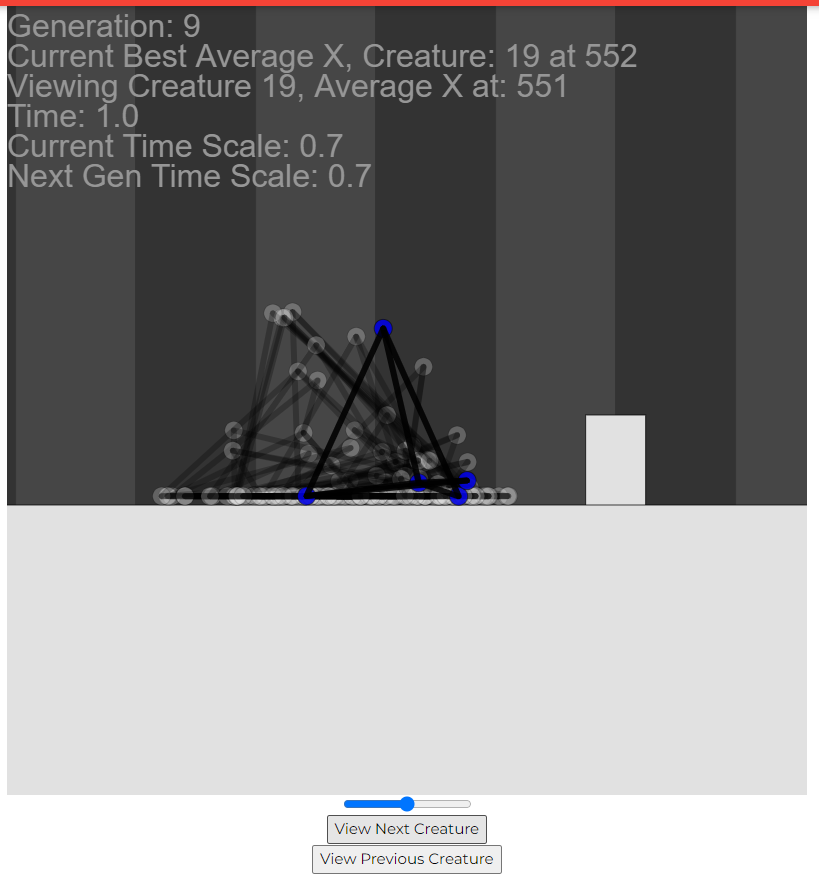 Generation: 9
Current Best Average X, Creature: 19 at 552
Viewing Creature 19, Average X at: 551
Time: 1.0
Current Time Scale: 0.7
Next Gen Time Scale: 0.7
View Next Creature
View Previous Creature